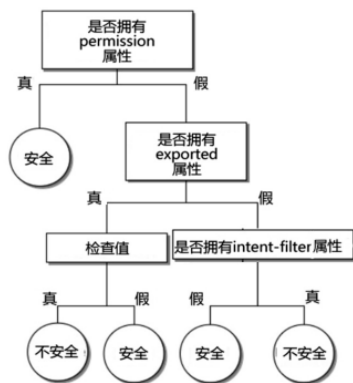 是否拥有
permission
属性
真
假
安全
是否拥有
exported
属性
真
假
检查值
是否拥有intent-filter属性
真
假
假
真
不安全
安全
安全
不安全